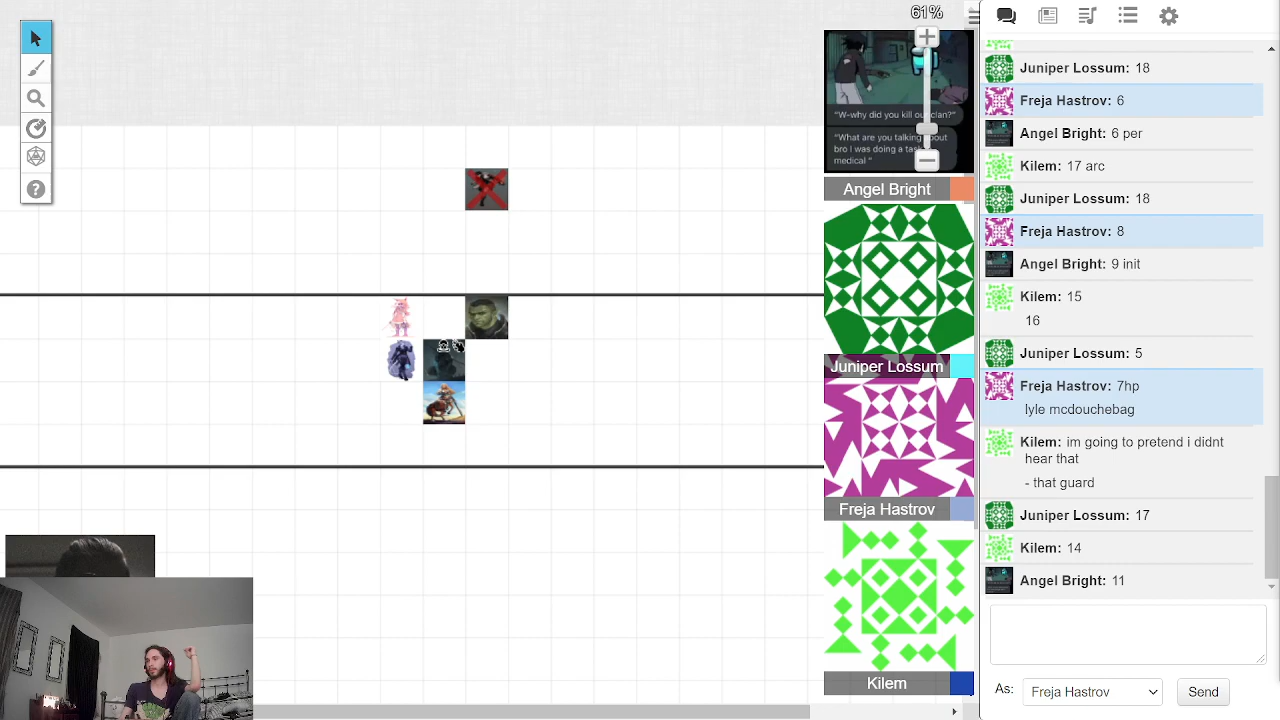 61%
"W-why did you kill our clan?"
"What are you talking about
bro I was doing a task
medical "
Angel Bright
Juniper Lossum
Freja Hastrov
Kilem
Juniper Lossum: 18
Freja Hastrov: 6
Angel Bright: 6 per
Kilem: 17 arc
Juniper Lossum: 18
Freja Hastrov: 8
Angel Bright: 9 init
Kilem: 15
16
Juniper Lossum: 5
Freja Hastrov: 7hp
lyle mcdouchebag
Kilem: im going to pretend i didnt
hear that
- that guard
Juniper Lossum: 17
Kilem: 14
Angel Bright: 11
As: Freja Hastrov Send